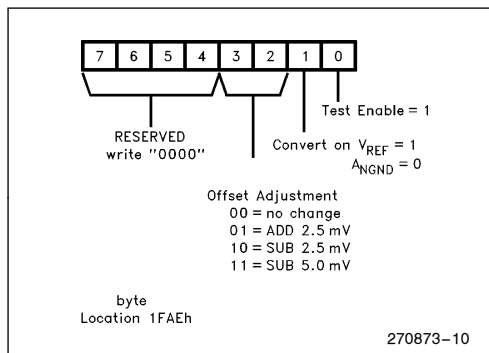 7 6 5 4 3 2 1 0
Test Enable = 1
RESERVED
write "0000"
Convert on VREF = 1
ANGND = 0
Offset Adjustment
00 = no change
01 = ADD 2.5 mV
10 = SUB 2.5 mV
11 = SUB 5.0 mV
byte
Location 1FAEh
270873–10